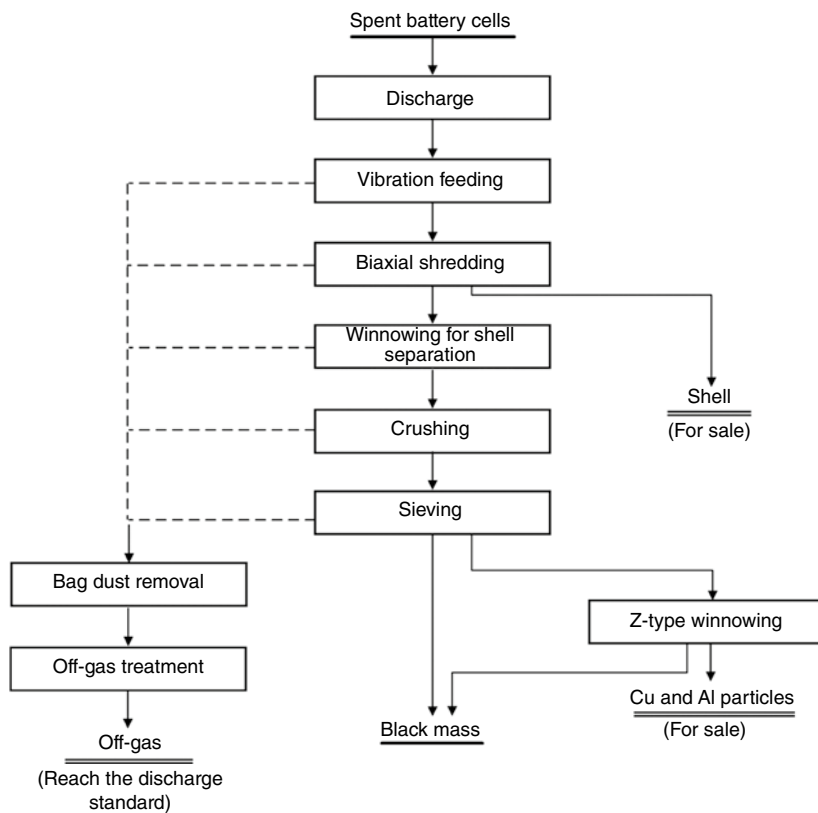 Spent battery cells
Discharge
Vibration feeding
Biaxial shredding
Winnowing for shell
separation
Shell
(For sale)
Crushing
Sieving
Bag dust removal
Z-type winnowing
Off-gas treatment
Cu and Al particles
(For sale)
Black mass
Off-gas
(Reach the discharge
standard)